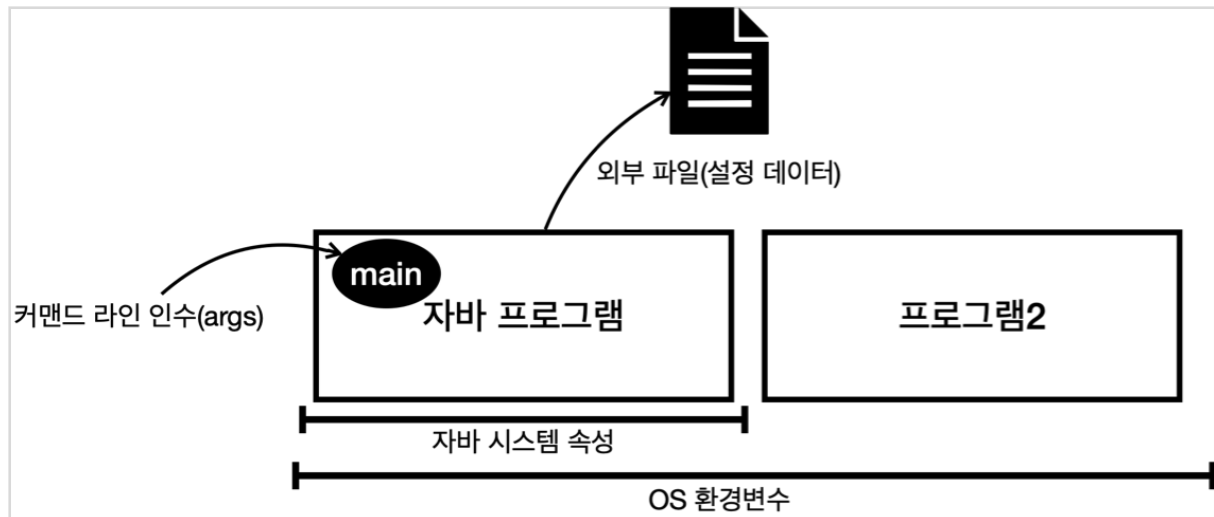 외부 파일(설정 데이터)
main
커맨드 라인 인수(args)
자바 프로그램
프로그램2
자바 시스템 속성
OS 환경변수